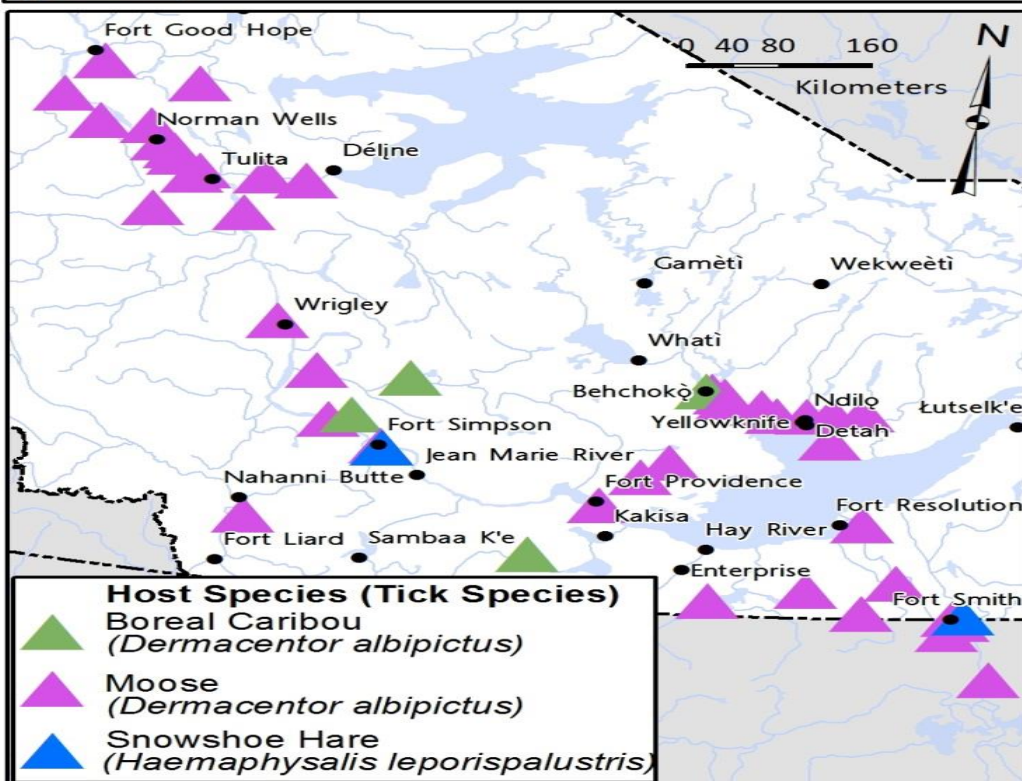 Fort Good Hope
N
0 40 80 160
Kilometers
Norman Wells
Tulita
Délı̨ne
Gamètì
Wekweètì
Wrigley
Whatì
Behchokǫ̀
Ndilǫ
Łutselk'e
Yellowknife
Detah
Fort Simpson
Jean Marie River
Nahanni Butte
Fort Providence
Kakisa
Fort Resolution
Hay River
Fort Liard
Sambaa K'e
Enterprise
Fort Smith
Host Species (Tick Species)
Boreal Caribou
(Dermacentor albipictus)
Moose
(Dermacentor albipictus)
Snowshoe Hare
(Haemaphysalis leporispalustris)